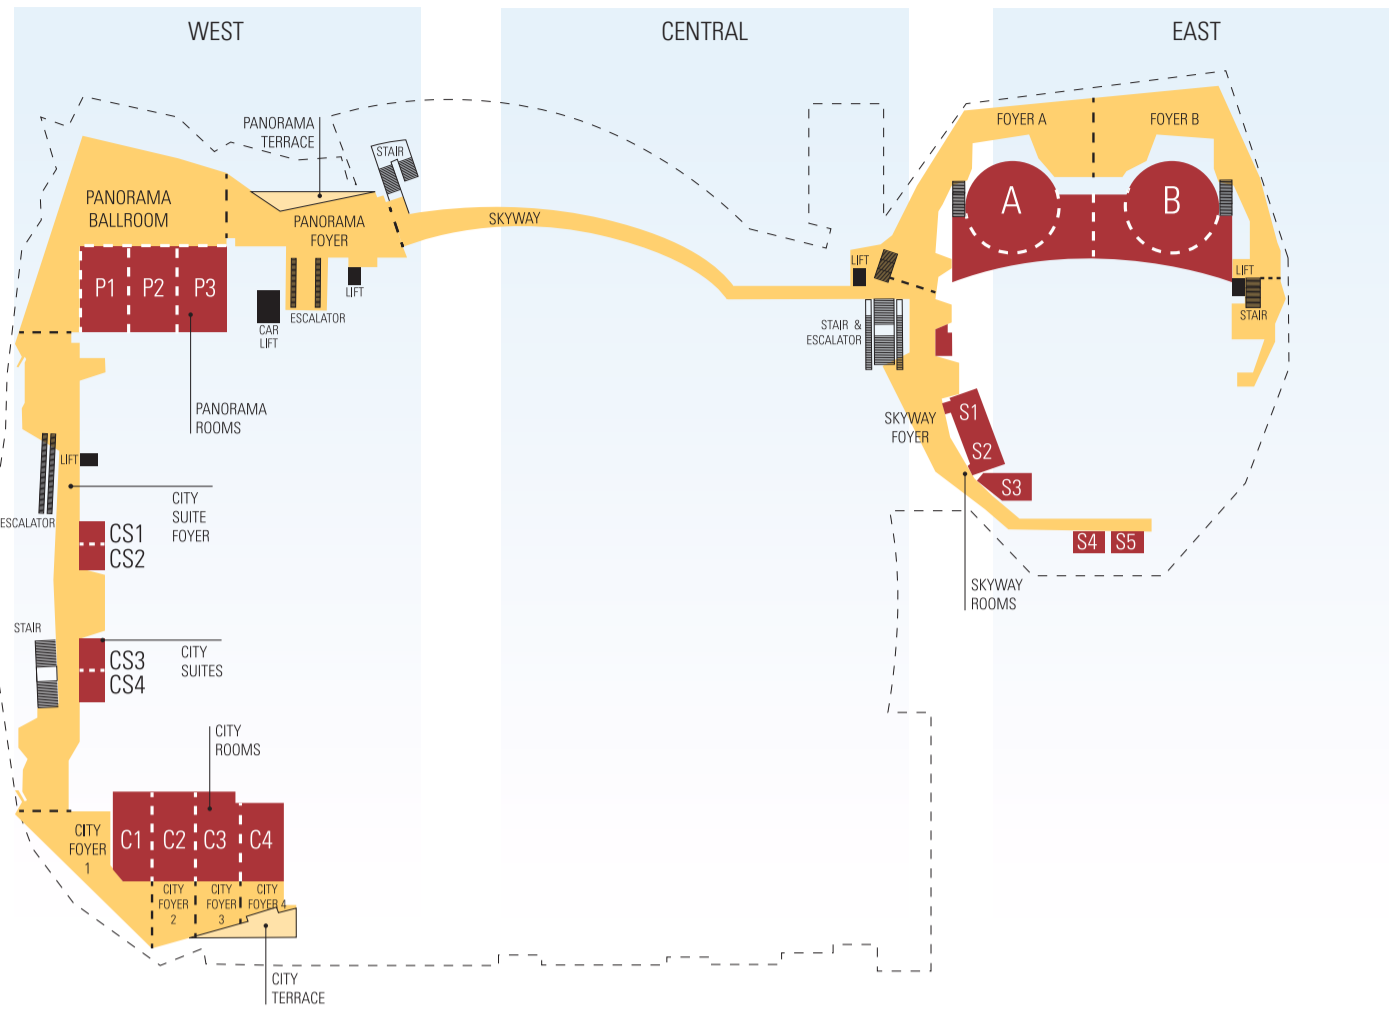 WEST
CENTRAL
EAST
PANORAMA
TERRACE
STAIR
FOYER A
FOYER B
PANORAMA
BALLROOM
PANORAMA
FOYER
SKYWAY
A
B
P1
P2
P3
LIFT
CAR
LIFT
ESCALATOR
LIFT
LIFT
STAIR
STAIR &
ESCALATOR
PANORAMA
ROOMS
SKYWAY
FOYER
S1
S2
S3
S4
S5
SKYWAY
ROOMS
LIFT
ESCALATOR
CITY
SUITE
FOYER
CS1
CS2
STAIR
CITY
SUITES
CS3
CS4
CITY
ROOMS
C1
C2
C3
C4
CITY
FOYER
1
CITY
FOYER
2
CITY
FOYER
3
CITY
FOYER 4
CITY
TERRACE